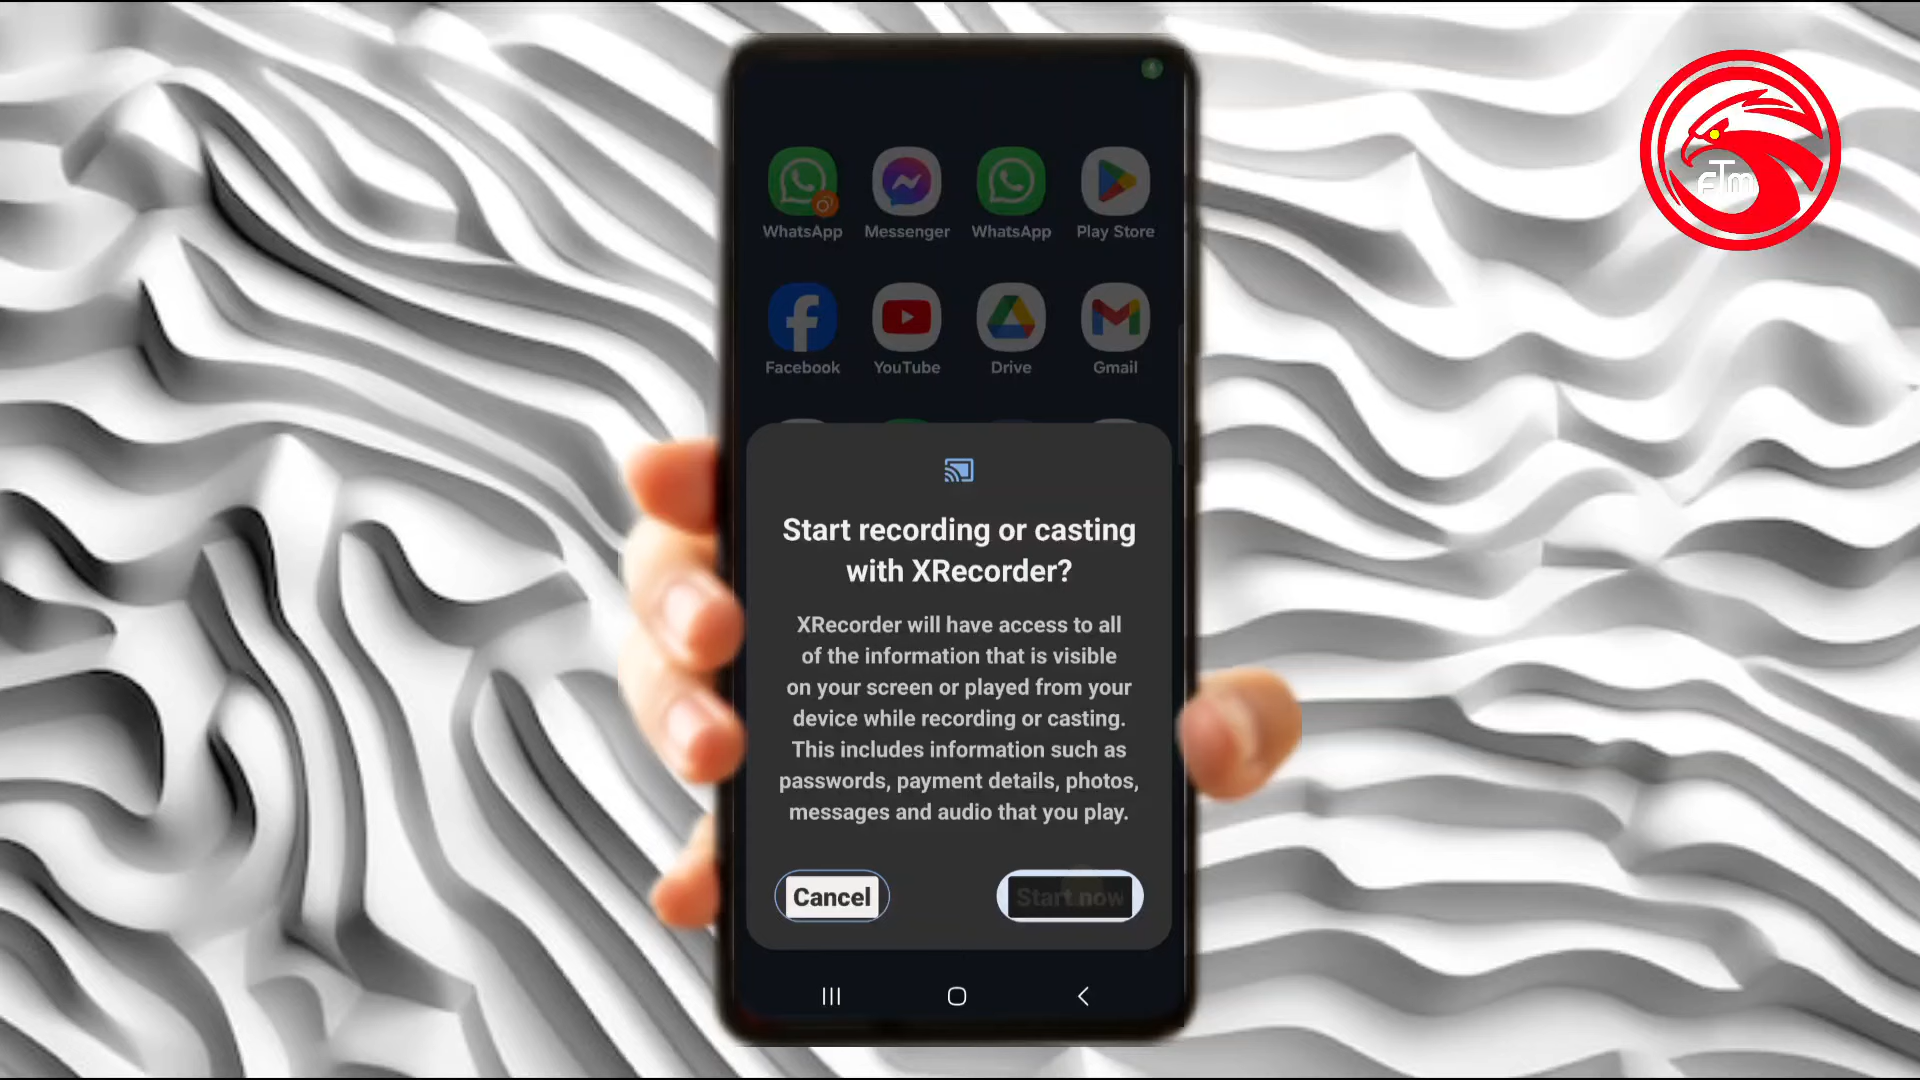 fTm
WhatsApp Messenger WhatsApp Play Store
Facebook YouTube Drive Gmail
Start recording or casting
with XRecorder?
XRecorder will have access to all
of the information that is visible
on your screen or played from your
device while recording or casting.
This includes information such as
passwords, payment details, photos,
messages and audio that you play.
Cancel Start now